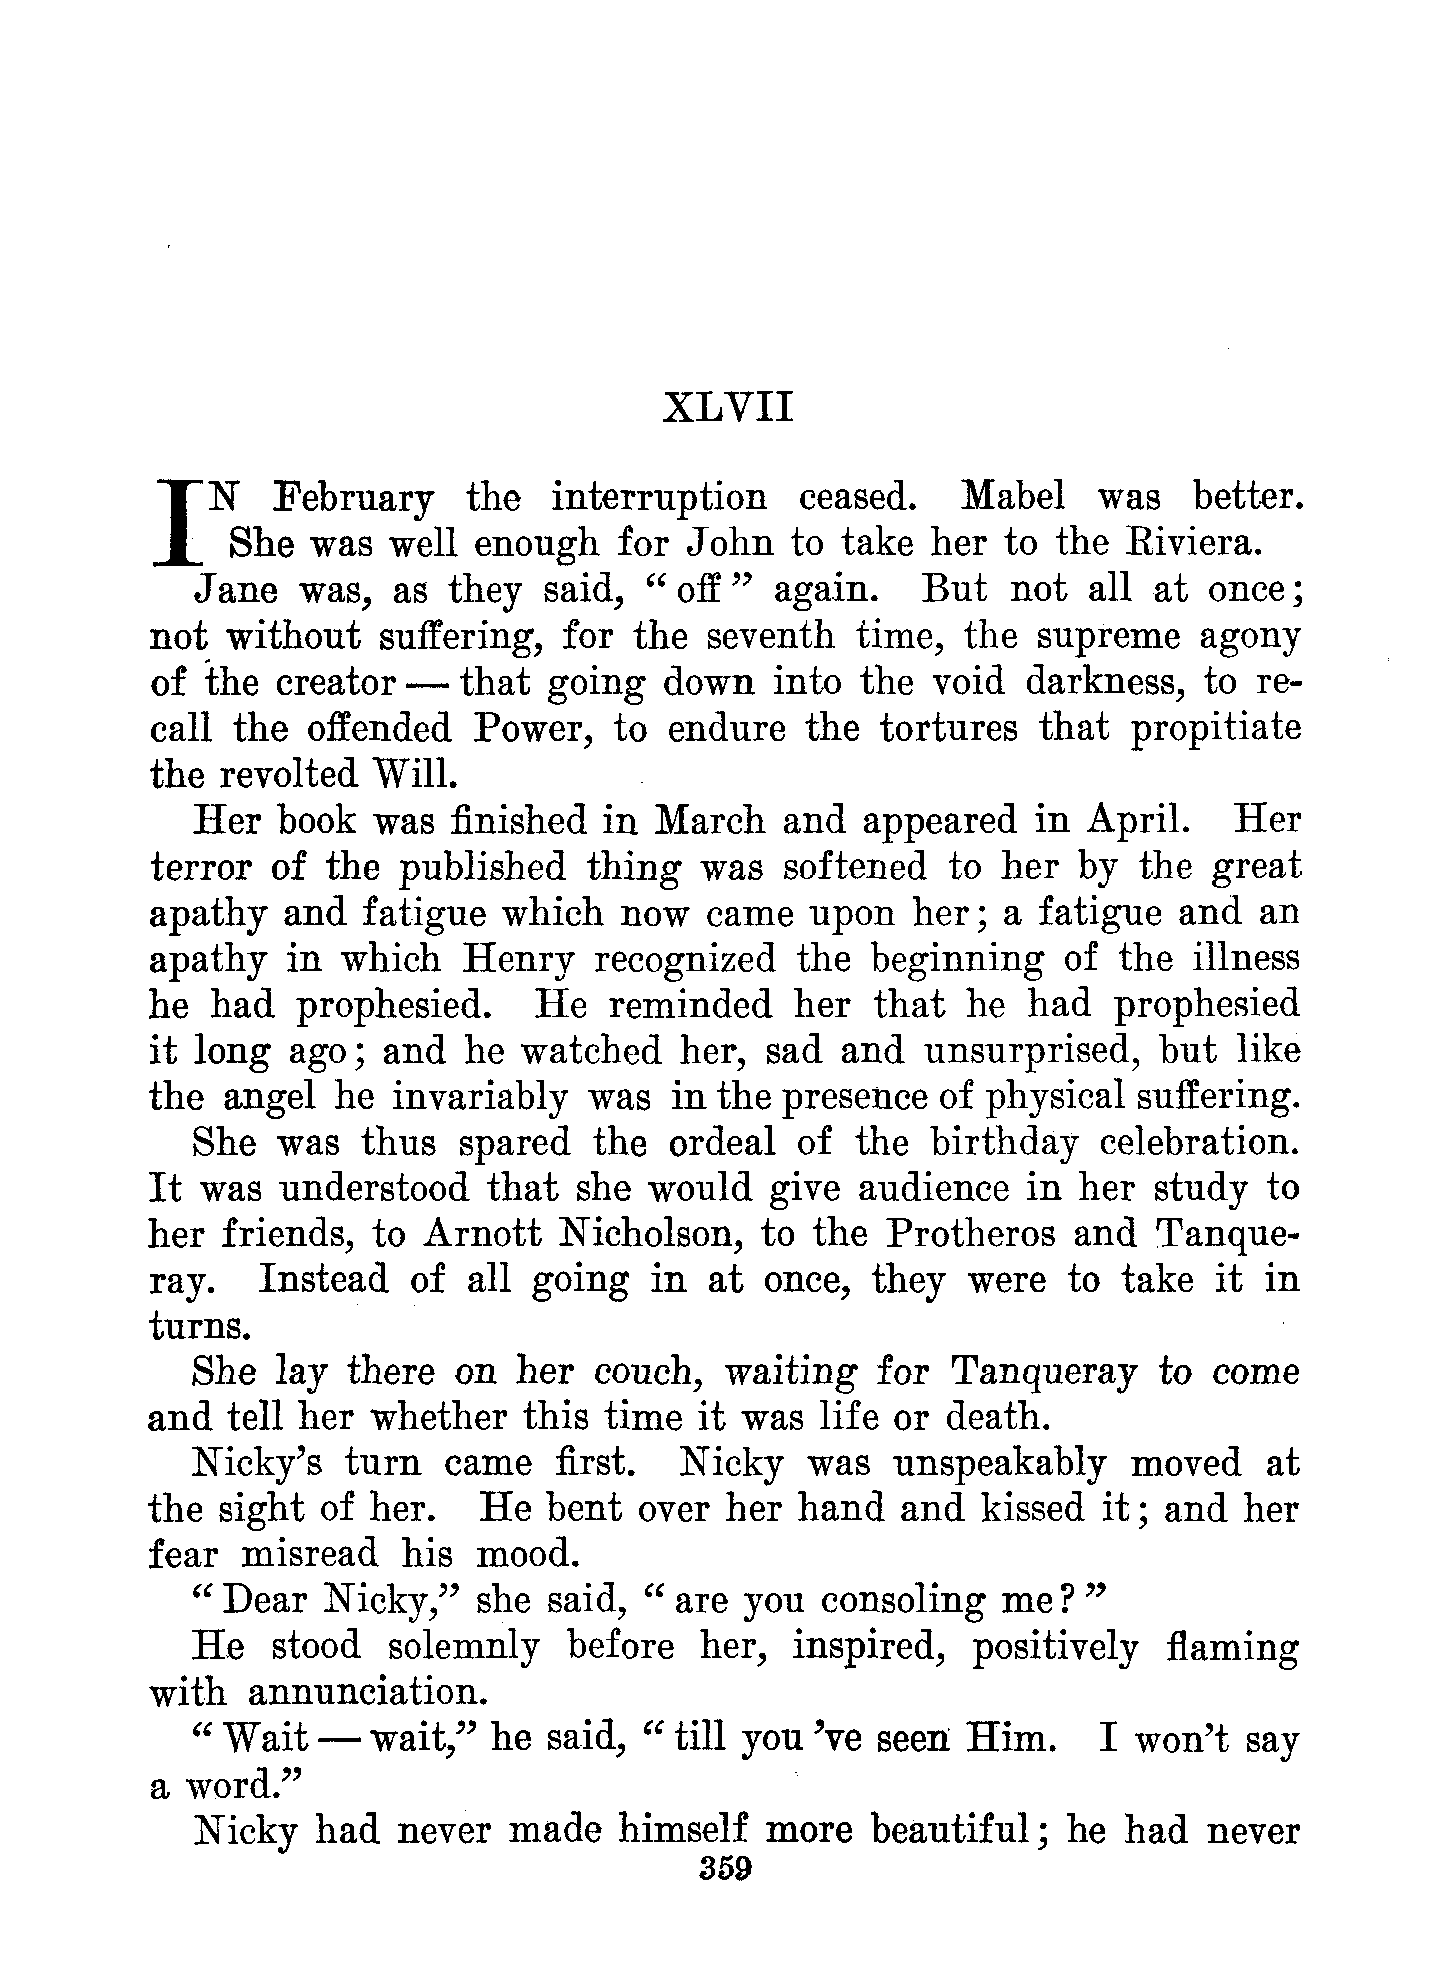 XLVII
IN February the interruption ceased. Mabel was better.
She was well enough for John to take her to the Riviera.
Jane was, as they said, “ off ” again. But not all at once;
not without suffering, for the seventh time, the supreme agony
of the creator — that going down into the void darkness, to re-
call the offended Power, to endure the tortures that propitiate
the revolted Will.
Her book was finished in March and appeared in April. Her
terror of the published thing was softened to her by the great
apathy and fatigue which now came upon her; a fatigue and an
apathy in which Henry recognized the beginning of the illness
he had prophesied. He reminded her that he had prophesied
it long ago; and he watched her, sad and unsurprised, but like
the angel he invariably was in the presence of physical suffering.
She was thus spared the ordeal of the birthday celebration.
It was understood that she would give audience in her study to
her friends, to Arnott Nicholson, to the Protheros and Tanque-
ray. Instead of all going in at once, they were to take it in
turns.
She lay there on her couch, waiting for Tanqueray to come
and tell her whether this time it was life or death.
Nicky’s turn came first. Nicky was unspeakably moved at
the sight of her. He bent over her hand and kissed it; and her
fear misread his mood.
“ Dear Nicky,” she said, “ are you consoling me? ”
He stood solemnly before her, inspired, positively flaming
with annunciation.
“ Wait — wait,” he said, “ till you ’ve seen Him. I won’t say
a word.”
Nicky had never made himself more beautiful; he had never
359